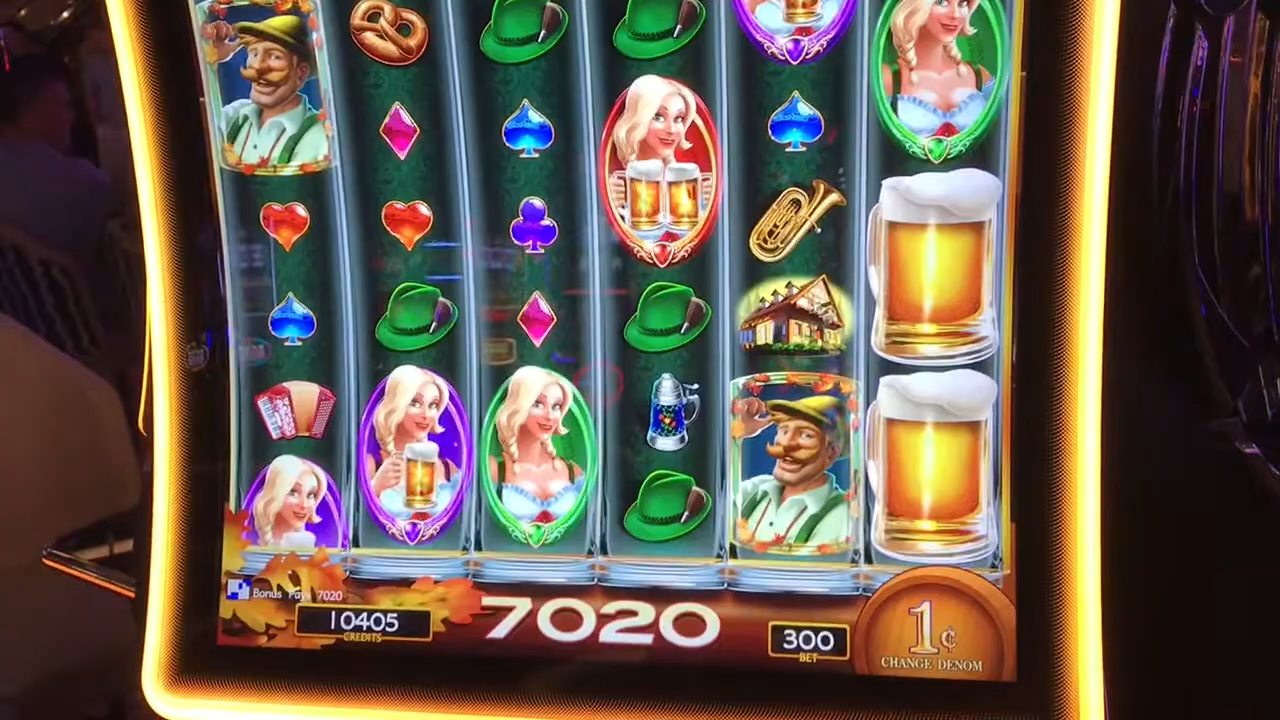 Bonus Pays 7020
10405
CREDITS
7020
300
BET
1¢
CHANGE DENOM